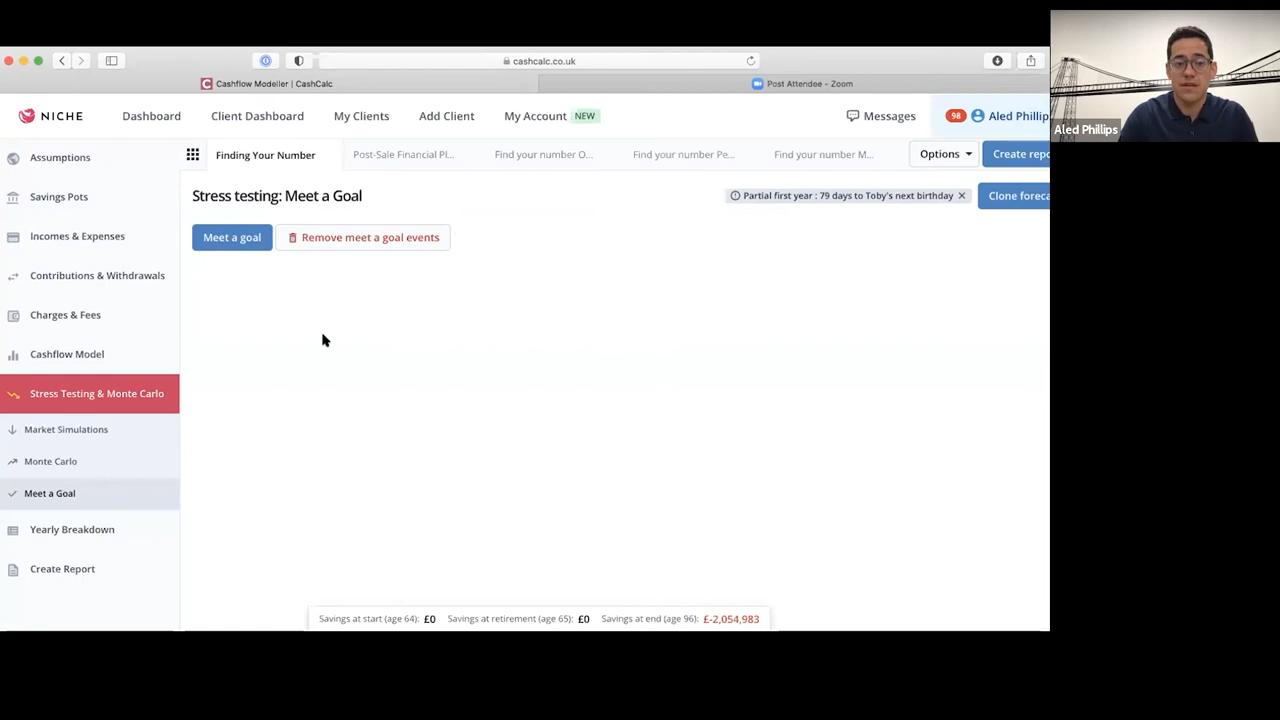 cashcalc.co.uk
Cashflow Modeller | CashCalc
Post Attendee - Zoom
NICHE
Dashboard
Client Dashboard
My Clients
Add Client
My Account NEW
Messages
98
Aled Phillip
Aled Phillips
Assumptions
Savings Pots
Incomes & Expenses
Contributions & Withdrawals
Charges & Fees
Cashflow Model
Stress Testing & Monte Carlo
Market Simulations
Monte Carlo
Meet a Goal
Yearly Breakdown
Create Report
Finding Your Number
Post-Sale Financial Pl...
Find your number O...
Find your number Pe...
Find your number M...
Options
Create repo
Stress testing: Meet a Goal
Partial first year : 79 days to Toby's next birthday
Clone foreca
Meet a goal
Remove meet a goal events
Savings at start (age 64): £0 Savings at retirement (age 65): £0 Savings at end (age 96): £-2,054,983